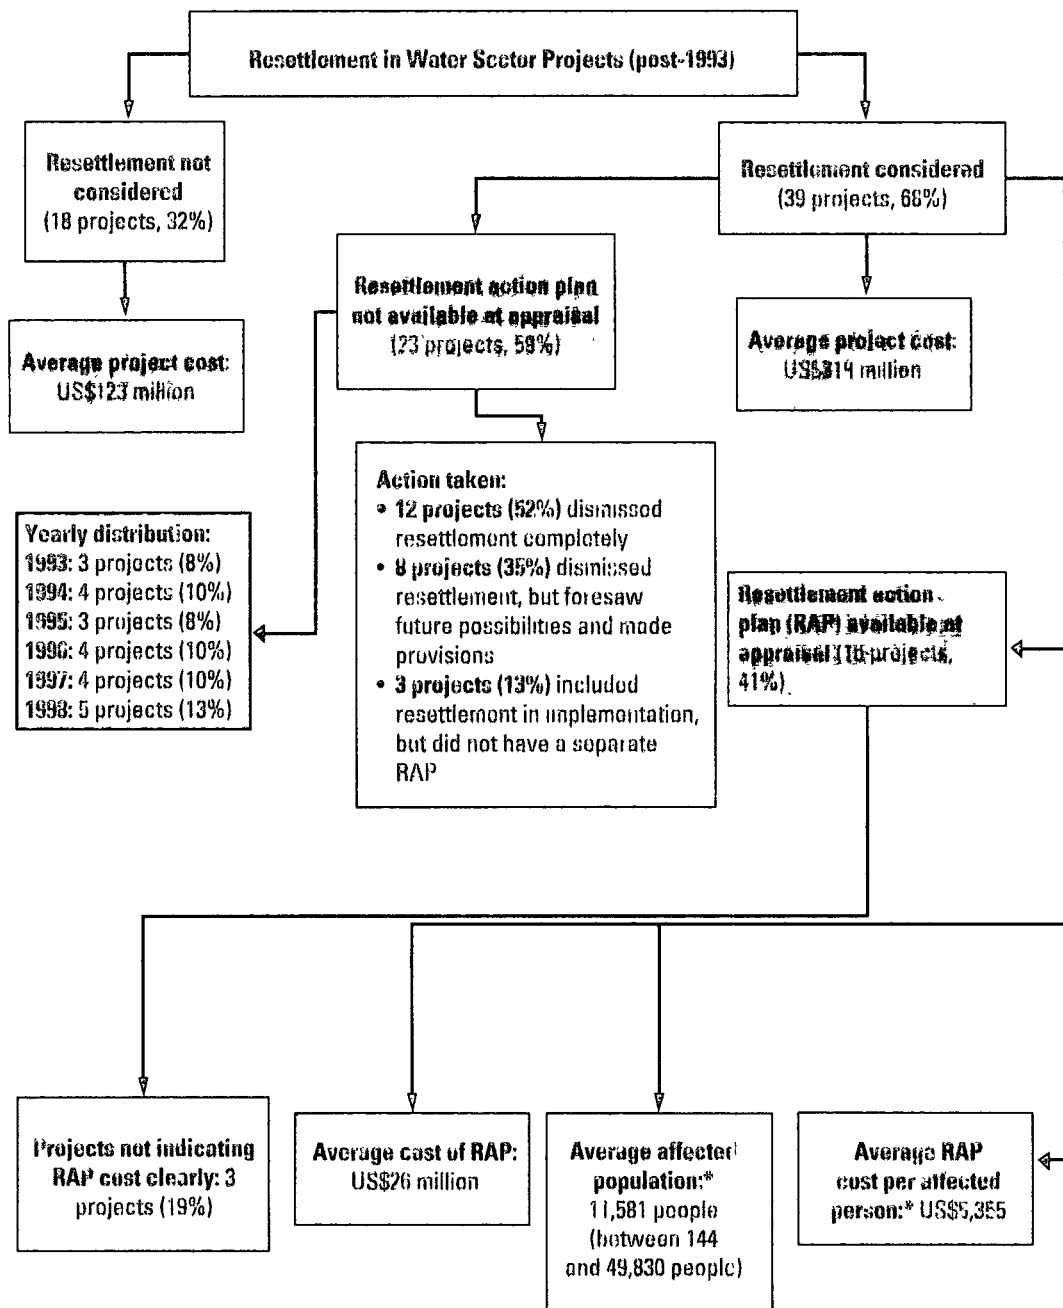 Resettlement in Water Sector Projects (post-1993)
Resettlement not
considered
(18 projects, 32%)
Resettlement considered
(39 projects, 68%)
Resettlement action plan
not available at appraisal
(23 projects, 59%)
Average project cost:
US$123 million
Average project cost:
million
Action taken:
• 12 projects (52%) dismissed
resettlement completely
• 8 projects (35%) dismissed
resettlement, but foresaw
future possibilities and made
provisions
• 3 projects (13%) included
resettlement in implementation,
but did not have a separate
RAP
Yearly distribution:
1993: 3 projects (8%)
1994: 4 projects (10%)
1995: 3 projects (8%)
1996: 4 projects (10%)
1997: 4 projects (10%)
1998: 5 projects (13%)
Resettlement action
plan (RAP) available at
appraisal projects,
41%)
Projects not indicating
RAP cost clearly: 3
projects (19%)
Average cost of RAP:
US$26 million
Average affected
population:*
11,581 people
(between 144
and 49,830 people)
Average RAP
cost per affected
person:* US$5,355